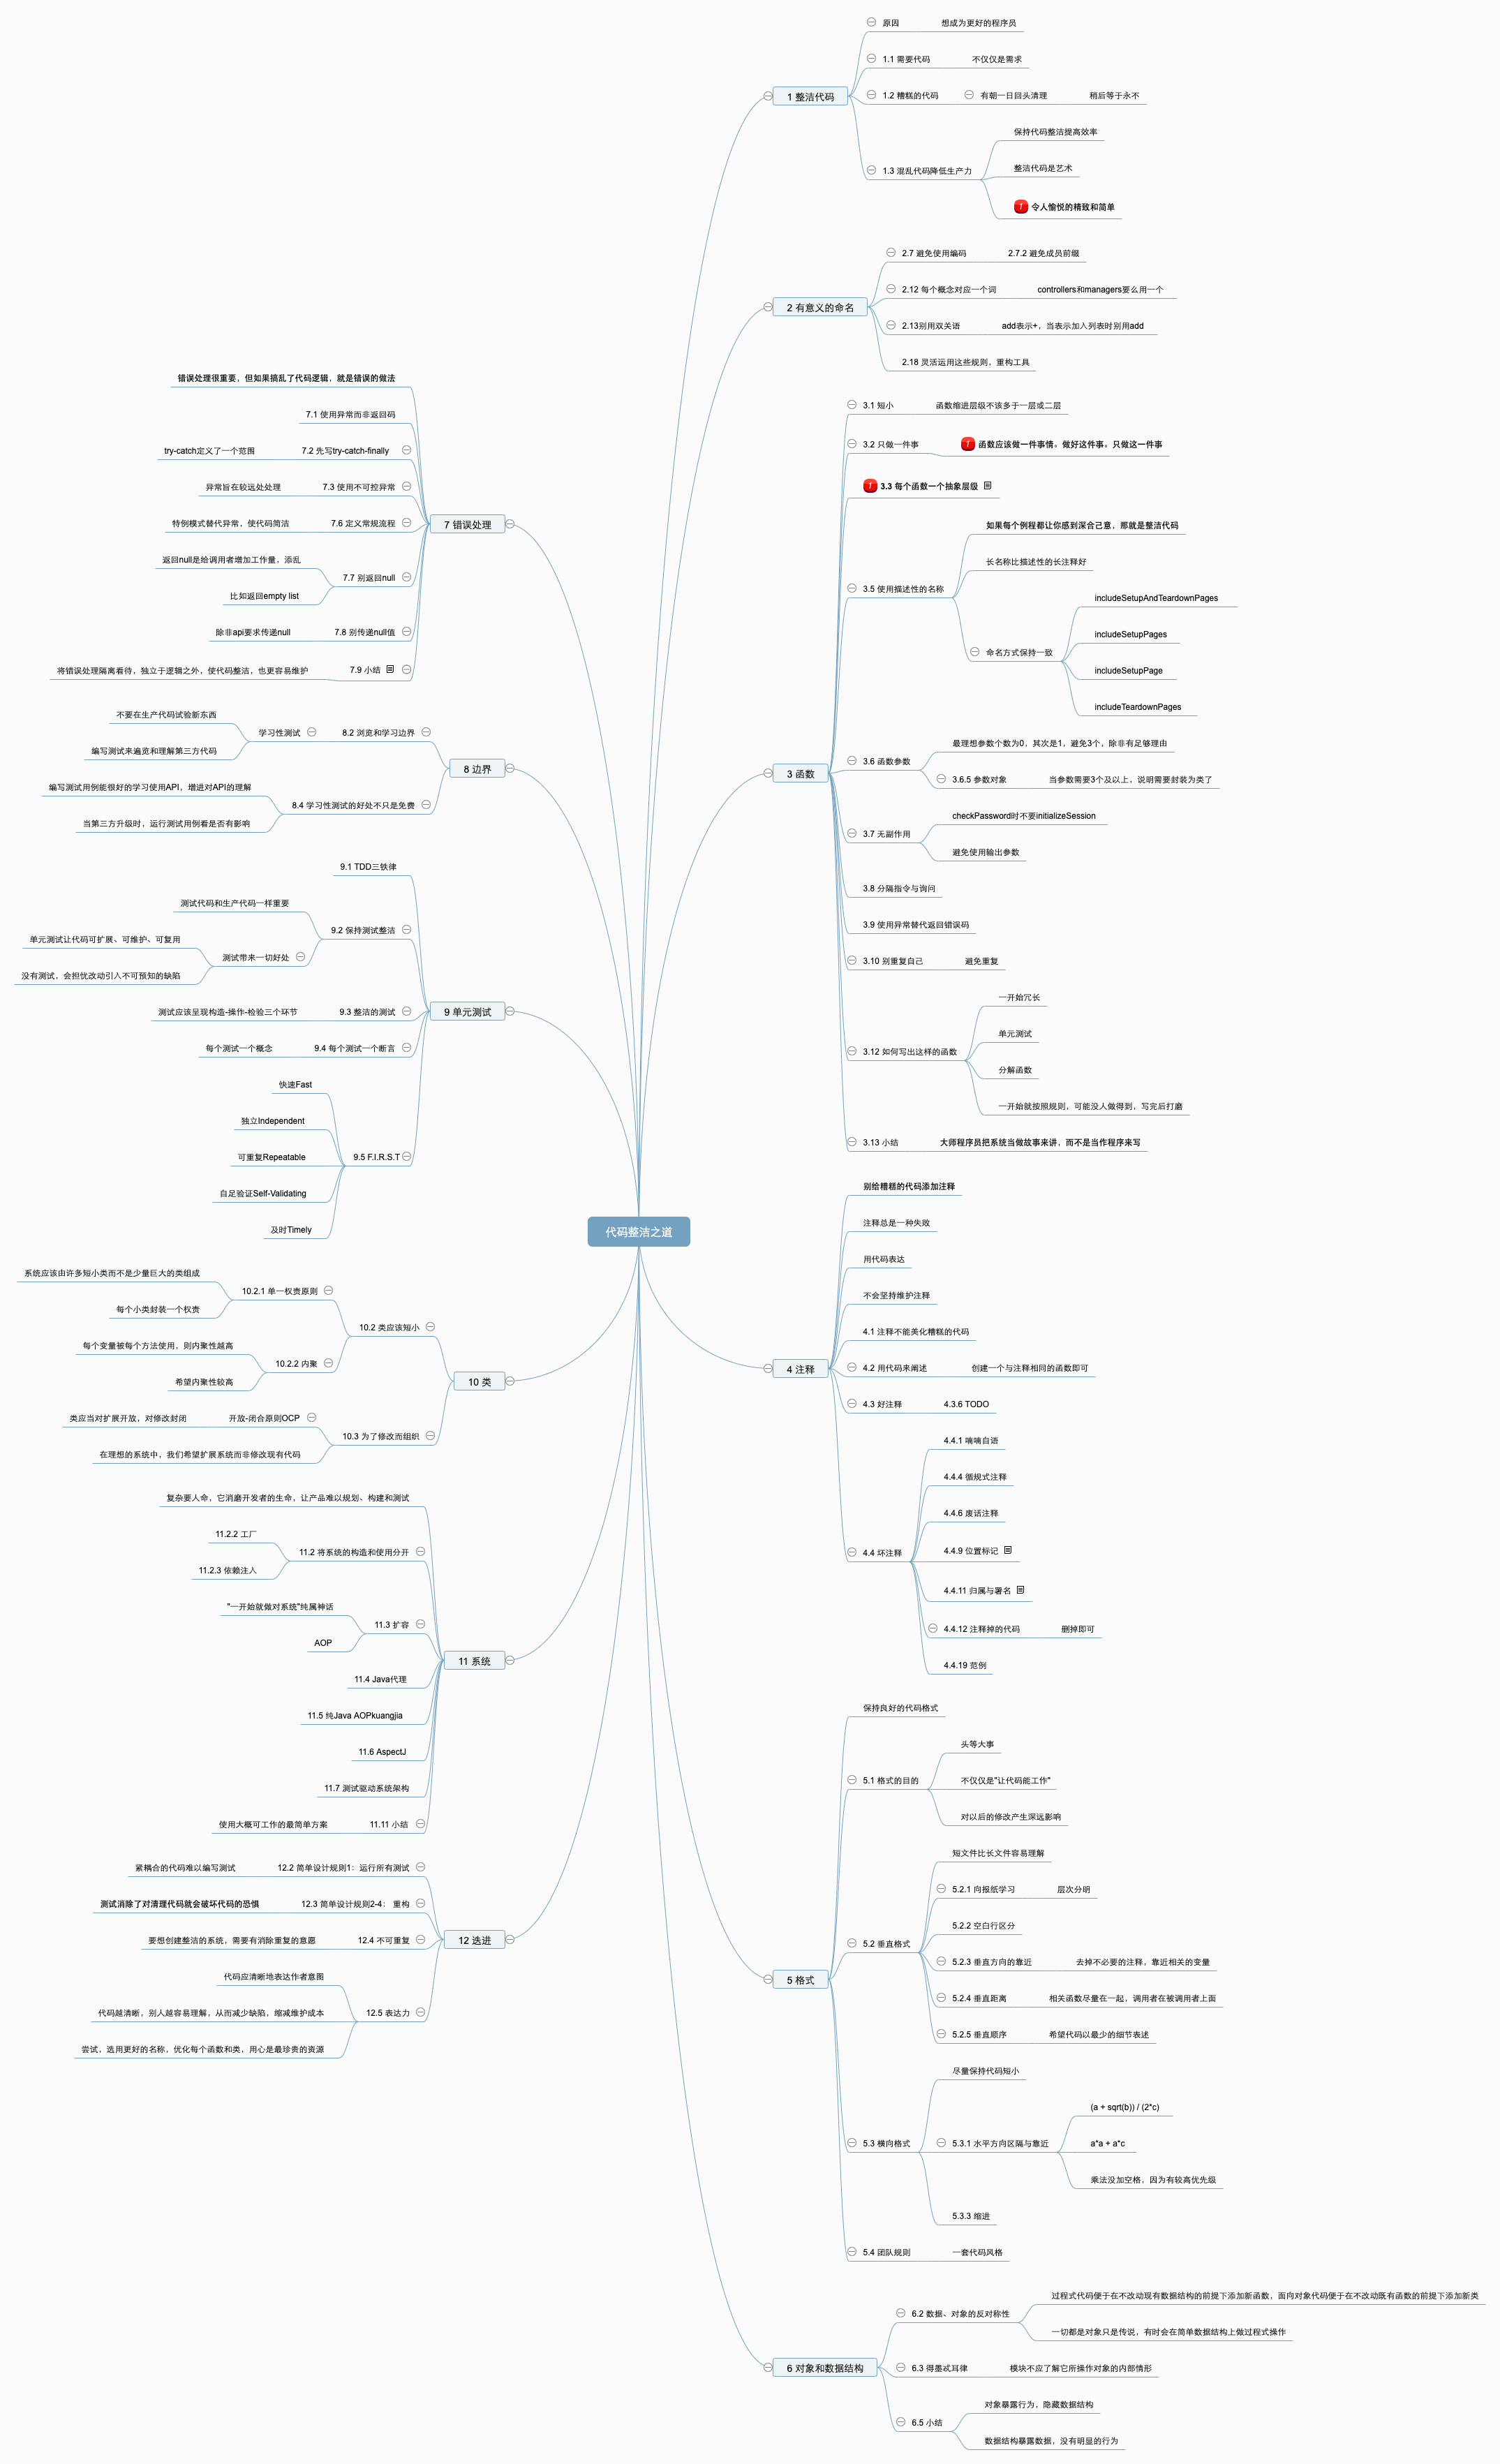 代码整洁之道
1 整洁代码
原因
想成为更好的程序员
1.1 需要代码
不仅仅是需求
1.2 糟糕的代码
有朝一日回头清理
稍后等于永不
1.3 混乱代码降低生产力
保持代码整洁提高效率
整洁代码是艺术
令人愉悦的精致和简单
2 有意义的命名
2.7 避免使用编码
2.7.2 避免成员前缀
2.12 每个概念对应一个词
controllers和managers要么用一个
2.13别用双关语
add表示+，当表示加入列表时别用add
2.18 灵活运用这些规则，重构工具
3 函数
3.1 短小
函数缩进层级不该多于一层或二层
3.2 只做一件事
函数应该做一件事情。做好这件事。只做这一件事
3.3 每个函数一个抽象层级
3.5 使用描述性的名称
如果每个例程都让你感到深合己意，那就是整洁代码
长名称比描述性的长注释好
命名方式保持一致
includeSetupAndTeardownPages
includeSetupPages
includeSetupPage
includeTeardownPages
3.6 函数参数
最理想参数个数为0，其次是1，避免3个，除非有足够理由
3.6.5 参数对象
当参数需要3个及以上，说明需要封装为类了
3.7 无副作用
checkPassword时不要initializeSession
避免使用输出参数
3.8 分隔指令与询问
3.9 使用异常替代返回错误码
3.10 别重复自己
避免重复
3.12 如何写出这样的函数
一开始冗长
单元测试
分解函数
一开始就按照规则，可能没人做得到，写完后打磨
3.13 小结
大师程序员把系统当做故事来讲，而不是当作程序来写
4 注释
别给糟糕的代码添加注释
注释总是一种失败
用代码表达
不会坚持维护注释
4.1 注释不能美化糟糕的代码
4.2 用代码来阐述
创建一个与注释相同的函数即可
4.3 好注释
4.3.6 TODO
4.4 坏注释
4.4.1 喃喃自语
4.4.4 循规式注释
4.4.6 废话注释
4.4.9 位置标记
4.4.11 归属与署名
4.4.12 注释掉的代码
删掉即可
4.4.19 范例
5 格式
保持良好的代码格式
5.1 格式的目的
头等大事
不仅仅是"让代码能工作"
对以后的修改产生深远影响
5.2 垂直格式
短文件比长文件容易理解
5.2.1 向报纸学习
层次分明
5.2.2 空白行区分
5.2.3 垂直方向的靠近
去掉不必要的注释，靠近相关的变量
5.2.4 垂直距离
相关函数尽量在一起，调用者在被调用者上面
5.2.5 垂直顺序
希望代码以最少的细节表述
5.3 横向格式
尽量保持代码短小
5.3.1 水平方向区隔与靠近
(a + sqrt(b)) / (2*c)
a*a + a*c
乘法没加空格，因为有较高优先级
5.3.3 缩进
5.4 团队规则
一套代码风格
6 对象和数据结构
6.2 数据、对象的反对称性
过程式代码便于在不改动现有数据结构的前提下添加新函数，面向对象代码便于在不改动既有函数的前提下添加新类
一切都是对象只是传说，有时会在简单数据结构上做过程式操作
6.3 得墨忒耳律
模块不应了解它所操作对象的内部情形
6.5 小结
对象暴露行为，隐藏数据结构
数据结构暴露数据，没有明显的行为
7 错误处理
错误处理很重要，但如果搞乱了代码逻辑，就是错误的做法
7.1 使用异常而非返回码
7.2 先写try-catch-finally
try-catch定义了一个范围
7.3 使用不可控异常
异常旨在较远处处理
7.6 定义常规流程
特例模式替代异常，使代码简洁
7.7 别返回null
返回null是给调用者增加工作量，添乱
比如返回empty list
7.8 别传递null值
除非api要求传递null
7.9 小结
将错误处理隔离看待，独立于逻辑之外，使代码整洁，也更容易维护
8 边界
8.2 浏览和学习边界
学习性测试
不要在生产代码试验新东西
编写测试来遍览和理解第三方代码
8.4 学习性测试的好处不只是免费
编写测试用例能很好的学习使用API，增进对API的理解
当第三方升级时，运行测试用例看是否有影响
9 单元测试
9.1 TDD三铁律
9.2 保持测试整洁
测试代码和生产代码一样重要
测试带来一切好处
单元测试让代码可扩展、可维护、可复用
没有测试，会担忧改动引入不可预知的缺陷
9.3 整洁的测试
测试应该呈现构造-操作-检验三个环节
9.4 每个测试一个断言
每个测试一个概念
9.5 F.I.R.S.T
快速Fast
独立Independent
可重复Repeatable
自足验证Self-Validating
及时Timely
10 类
10.2 类应该短小
10.2.1 单一权责原则
系统应该由许多短小类而不是少量巨大的类组成
每个小类封装一个权责
10.2.2 内聚
每个变量被每个方法使用，则内聚性越高
希望内聚性较高
10.3 为了修改而组织
开放-闭合原则OCP
类应当对扩展开放，对修改封闭
在理想的系统中，我们希望扩展系统而非修改现有代码
11 系统
复杂要人命，它消磨开发者的生命，让产品难以规划、构建和测试
11.2 将系统的构造和使用分开
11.2.2 工厂
11.2.3 依赖注入
11.3 扩容
"一开始就做对系统"纯属神话
AOP
11.4 Java代理
11.5 纯Java AOPkuangjia
11.6 AspectJ
11.7 测试驱动系统架构
11.11 小结
使用大概可工作的最简单方案
12 迭进
12.2 简单设计规则1：运行所有测试
紧耦合的代码难以编写测试
12.3 简单设计规则2-4： 重构
测试消除了对清理代码就会破坏代码的恐惧
12.4 不可重复
要想创建整洁的系统，需要有消除重复的意愿
12.5 表达力
代码应清晰地表达作者意图
代码越清晰，别人越容易理解，从而减少缺陷，缩减维护成本
尝试，选用更好的名称，优化每个函数和类，用心是最珍贵的资源